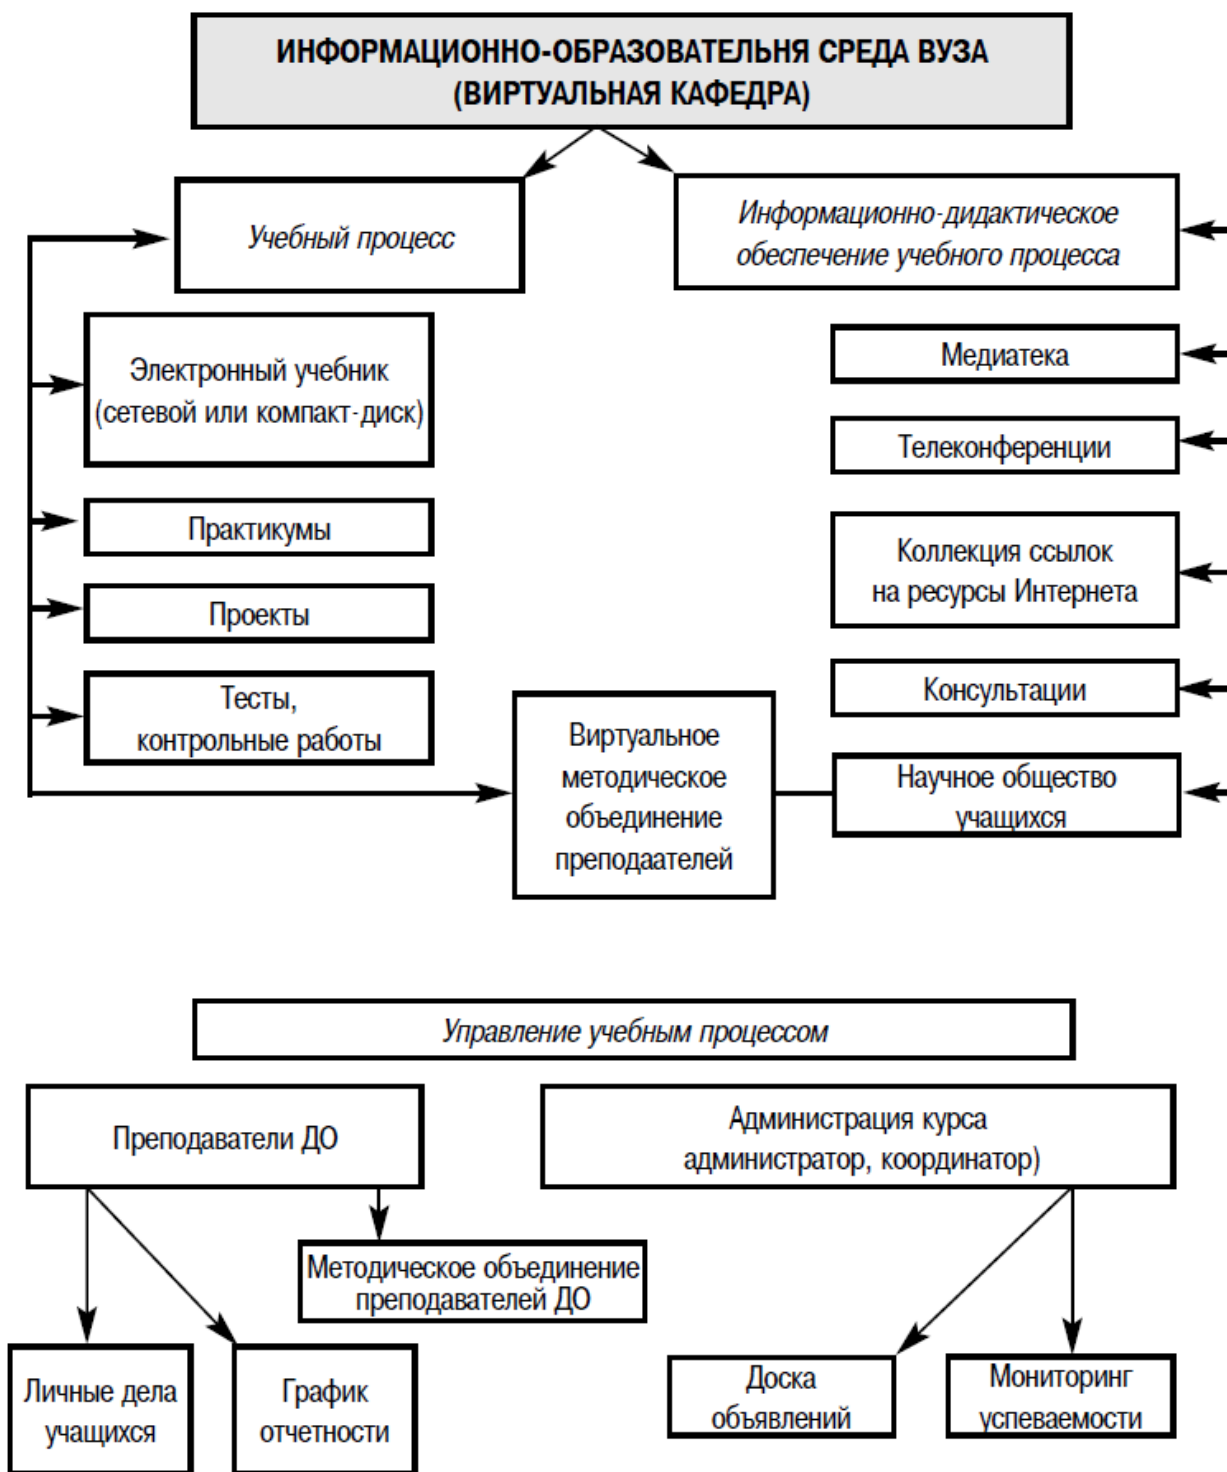 ИНФОРМАЦИОННО-ОБРАЗОВАТЕЛЬНЯ СРЕДА ВУЗА
(ВИРТУАЛЬНАЯ КАФЕДРА)
Учебный процесс
Информационно-дидактическое
обеспечение учебного процесса
Электронный учебник
(сетевой или компакт-диск)
Практикумы
Проекты
Тесты,
контрольные работы
Медиатека
Телеконференции
Коллекция ссылок
на ресурсы Интернета
Консультации
Научное общество
учащихся
Виртуальное
методическое
объединение
преподаателей
Управление учебным процессом
Преподаватели ДО
Администрация курса
администратор, координатор)
Методическое объединение
преподавателей ДО
Личные дела
учащихся
График
отчетности
Доска
объявлений
Мониторинг
успеваемости